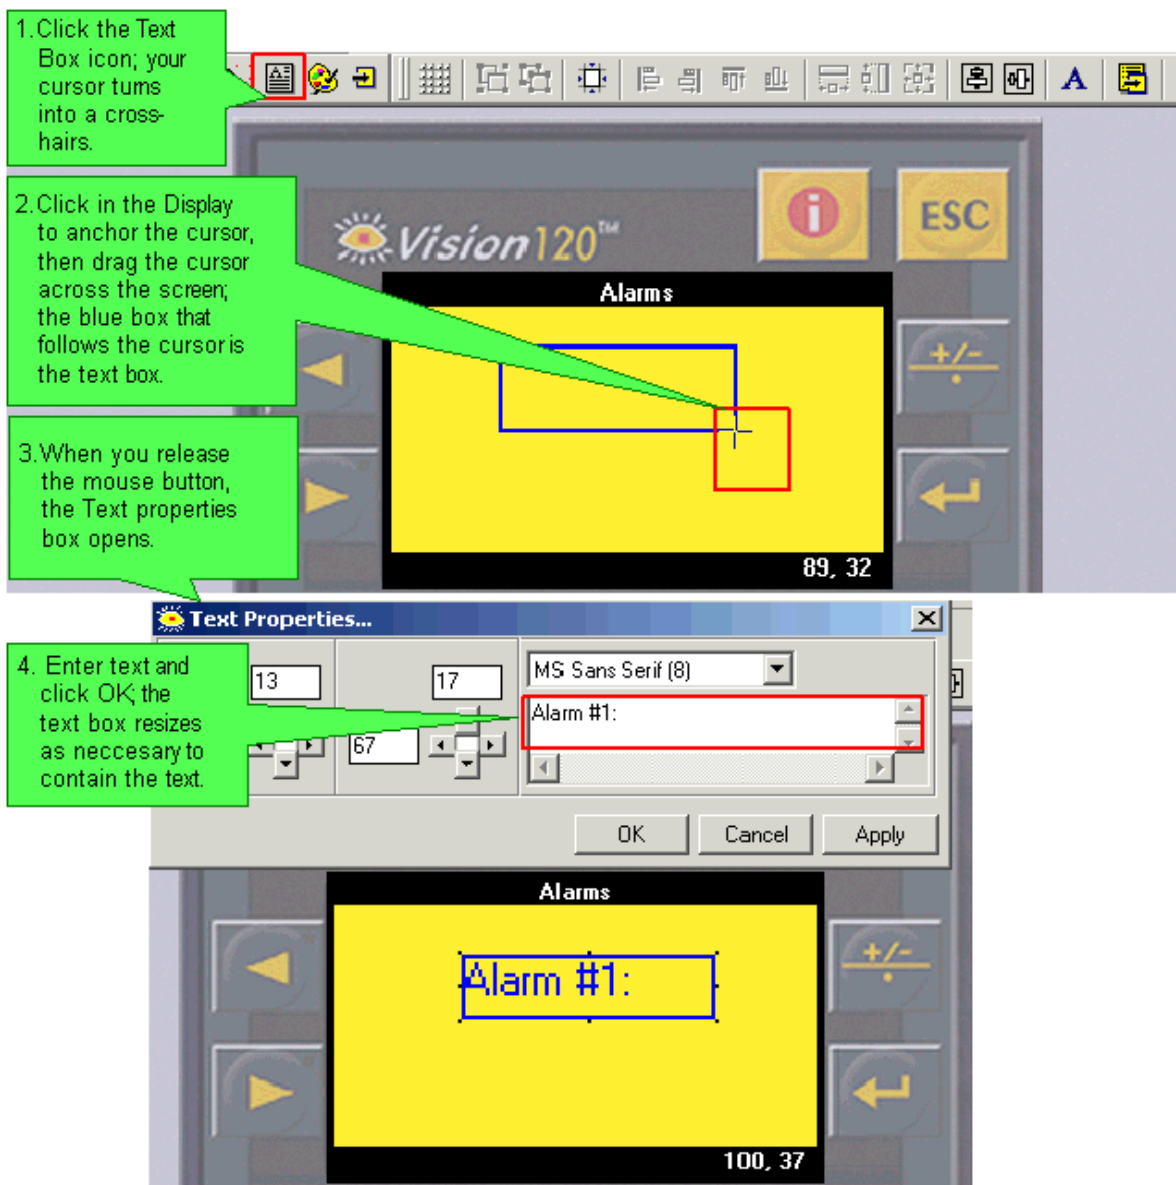 1.Click the Text
Box icon; your
cursor turns
into a cross-
hairs.
2.Click in the Display
to anchor the cursor,
then drag the cursor
across the screen;
the blue box that
follows the cursor is
the text box.
3.When you release
the mouse button,
the Text properties
box opens.
A
Vision120™
i
ESC
Alarms
+/-
89, 32
Text Properties...
4. Enter text and
click OK; the
text box resizes
as neccesary to
contain the text.
13
17
67
MS Sans Serif (8)
Alarm #1:
OK
Cancel
Apply
Alarms
Alarm #1:
+/-
100, 37